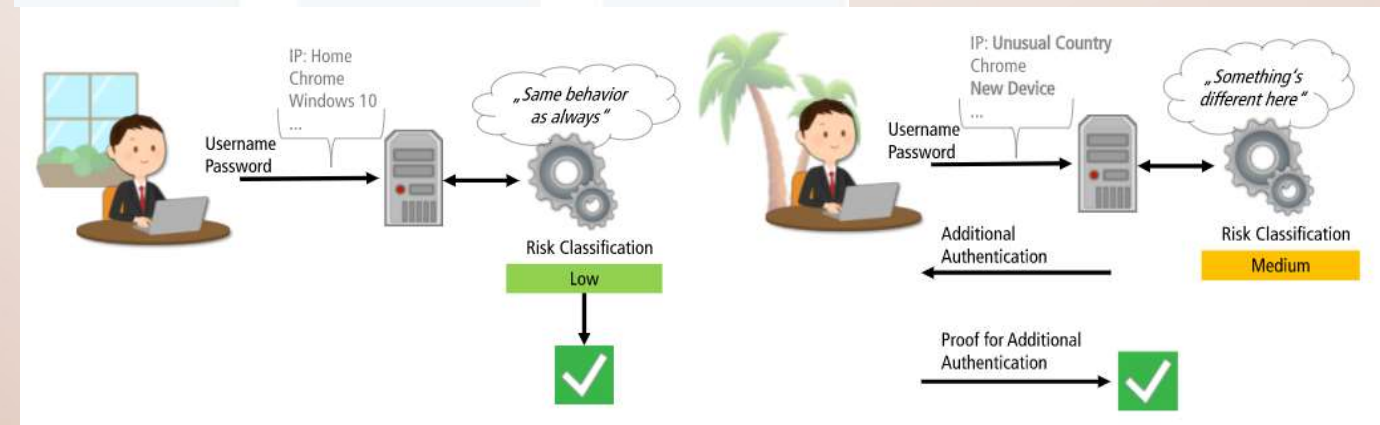 IP: Home
Chrome
Windows 10
...
Username
Password
„Same behavior
as always“
Risk Classification
Low
IP: Unusual Country
Chrome
New Device
...
Username
Password
„Something's
different here“
Risk Classification
Medium
Additional
Authentication
Proof for Additional
Authentication